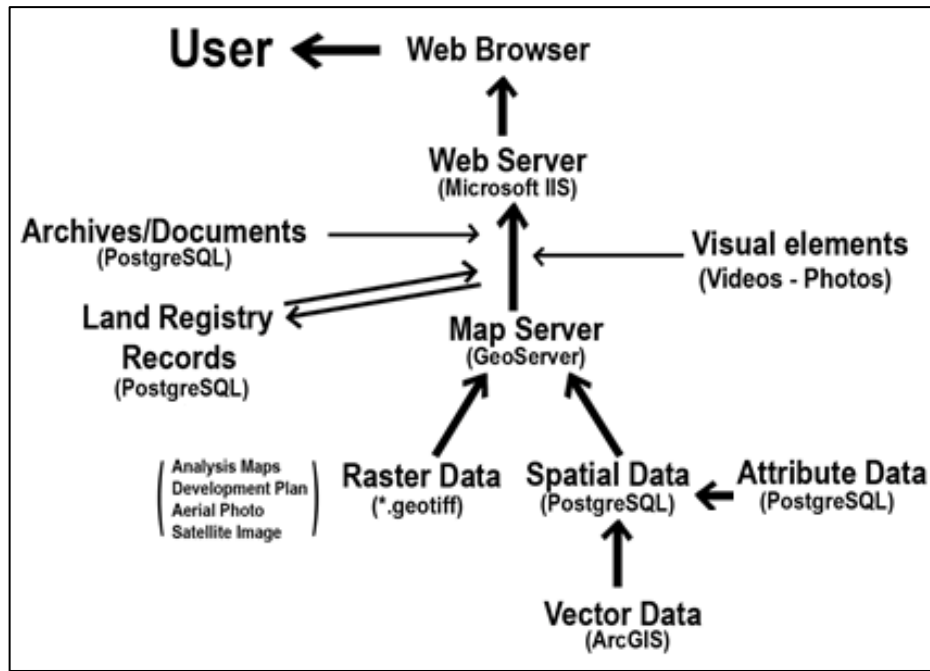 User
Web Browser
Web Server
(Microsoft IIS)
Archives/Documents
(PostgreSQL)
Visual elements
(Videos - Photos)
Land Registry
Records
(PostgreSQL)
Map Server
(GeoServer)
Analysis Maps
Development Plan
Aerial Photo
Satellite Image
Raster Data
(*.geotiff)
Spatial Data
(PostgreSQL)
Attribute Data
(PostgreSQL)
Vector Data
(ArcGIS)